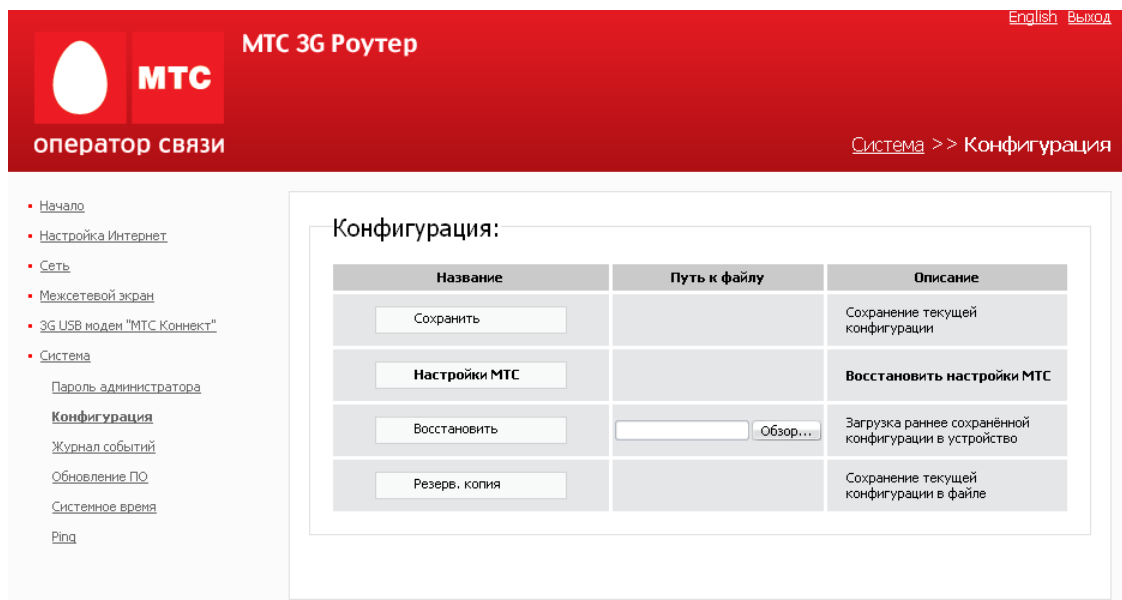 English Выход
МТС 3G Роутер
МТС
оператор связи
Система >> Конфигурация
Начало
Настройка Интернет
Сеть
Межсетевой экран
3G USB модем "МТС Коннект"
Система
Пароль администратора
Конфигурация
Журнал событий
Обновление ПО
Системное время
Ping
Конфигурация:
Название Путь к файлу Описание
Сохранить Сохранение текущей
конфигурации
Настройки МТС Восстановить настройки МТС
Восстановить Обзор... Загрузка раннее сохранённой
конфигурации в устройство
Резерв. копия Сохранение текущей
конфигурации в файле